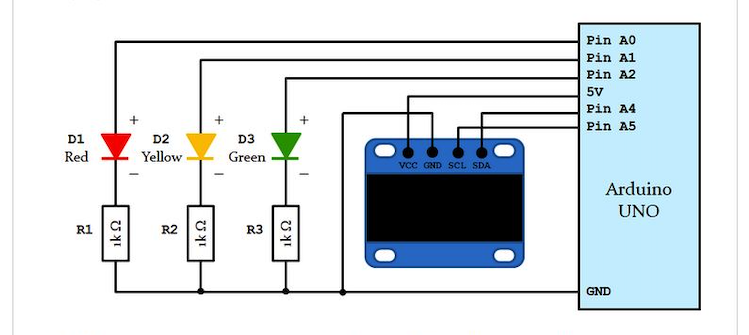 Pin A0
Pin A1
Pin A2
5V
Pin A4
Pin A5
+ + +
D1 D2 D3
Red Yellow Green
− − −
VCC GND SCL SDA
Arduino
UNO
R1 1k Ω R2 1k Ω R3 1k Ω
GND